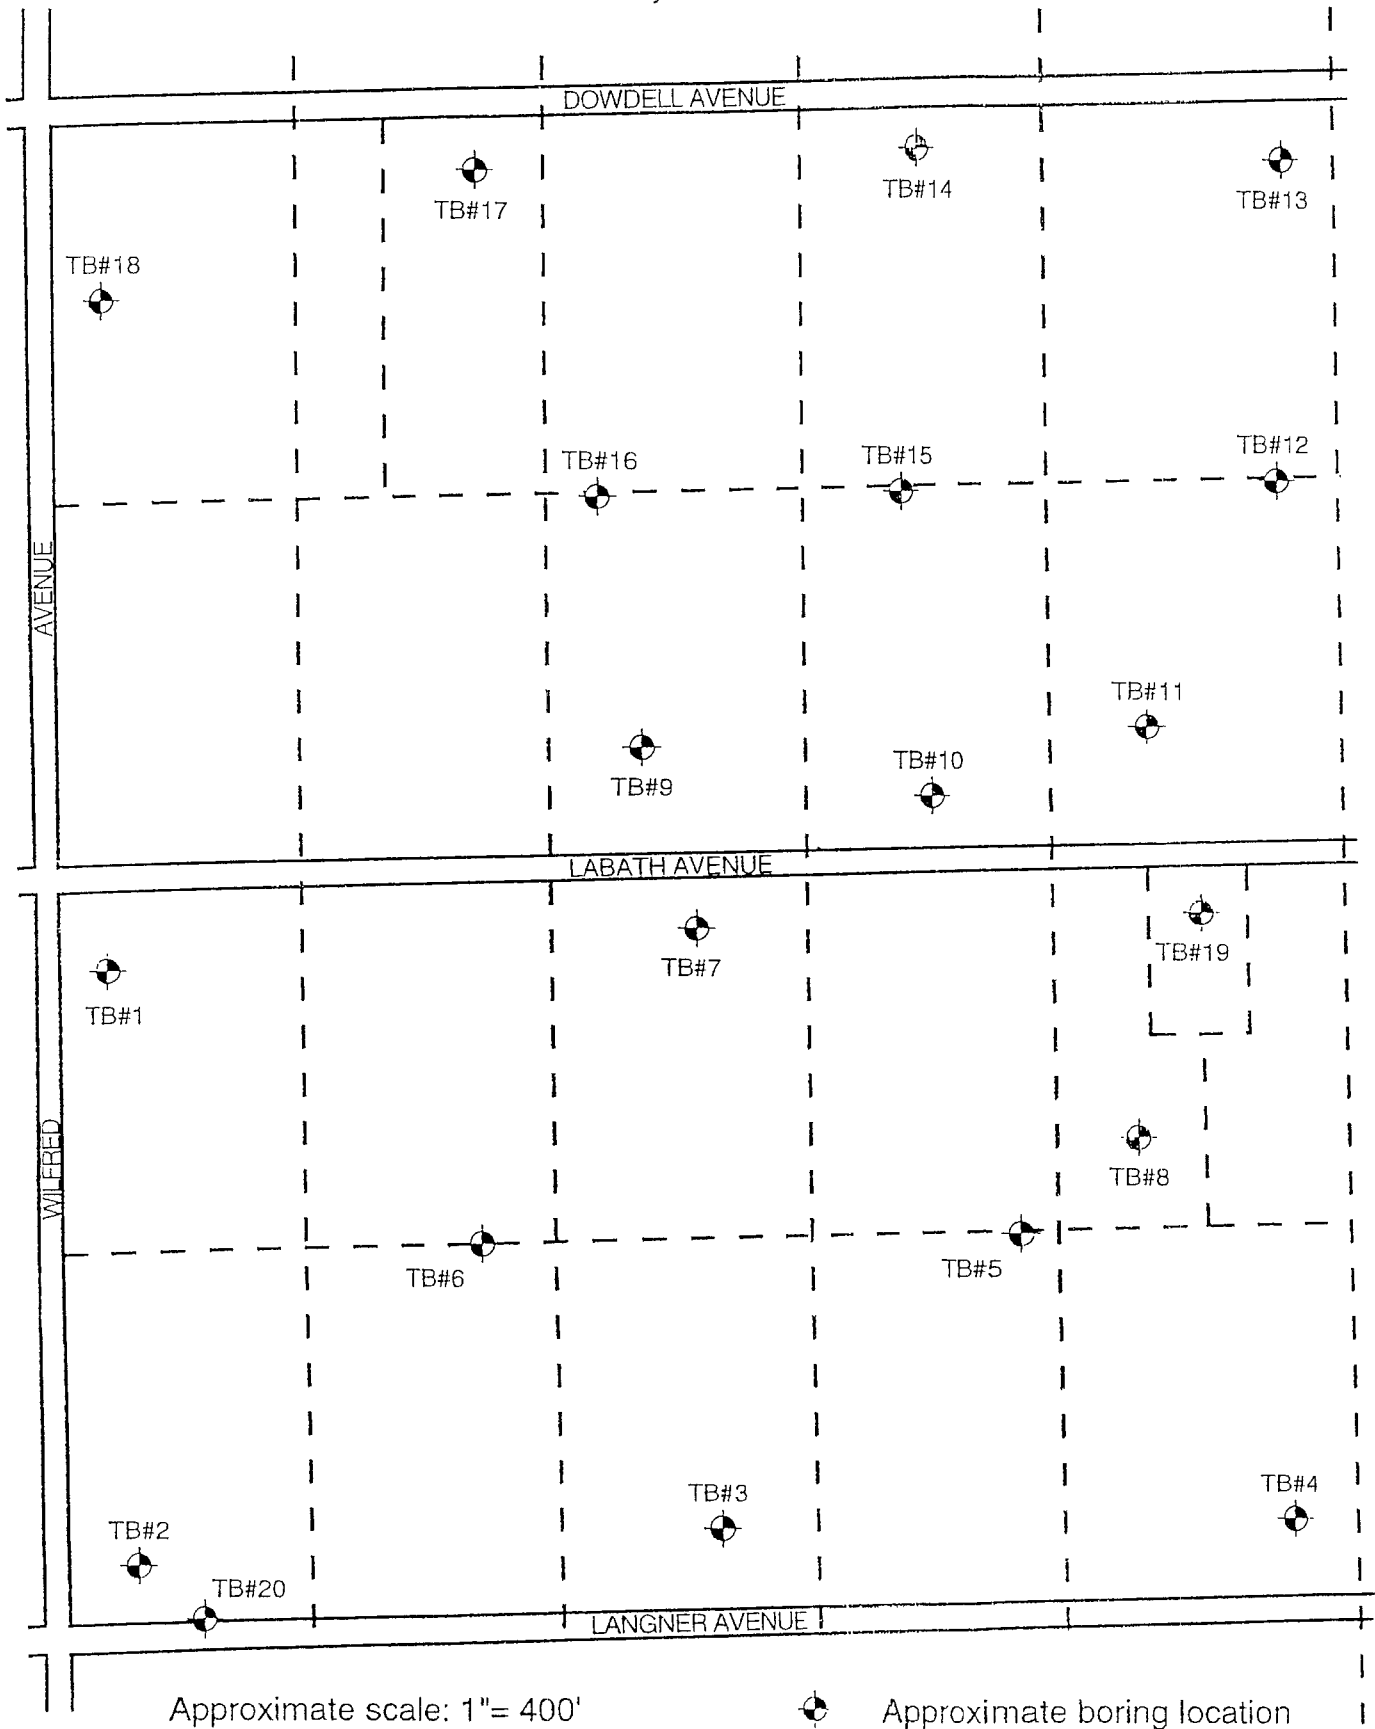 DOWDELL AVENUE
TB#17
TB#14
TB#13
TB#18
TB#16
TB#15
TB#12
AVENUE
TB#11
TB#9
TB#10
LABATH AVENUE
TB#7
TB#19
TB#1
WILFRED
TB#8
TB#6
TB#5
TB#3
TB#4
TB#2
TB#20
LANGNER AVENUE
Approximate scale: 1"= 400'
Approximate boring location